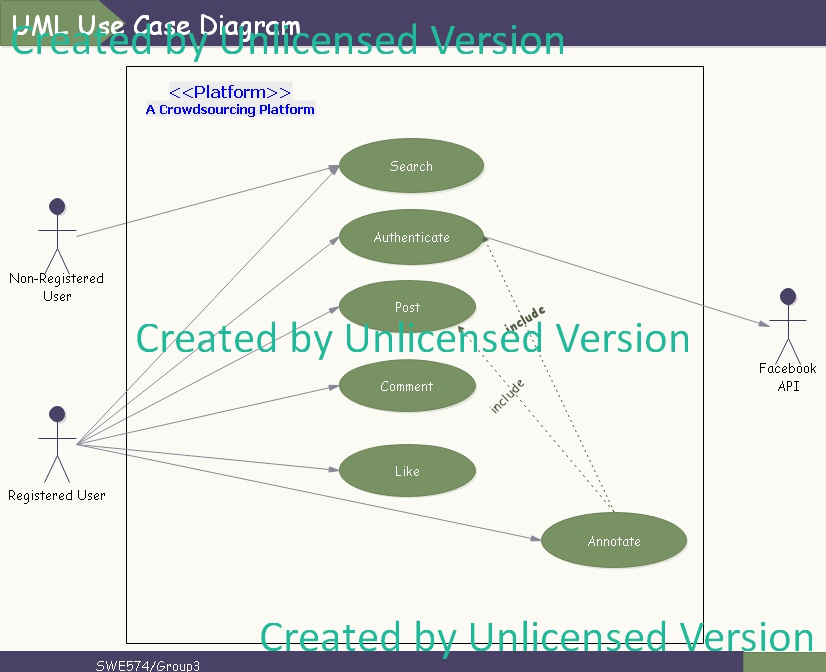 UML Use Case Diagram
Created by Unlicensed Version
<<Platform>>
A Crowdsourcing Platform
Search
Authenticate
Non-Registered
User
Post
include
Created by Unlicensed Version
Facebook
API
Comment
include
Like
Registered User
Annotate
Created by Unlicensed Version
SWE574/Group3